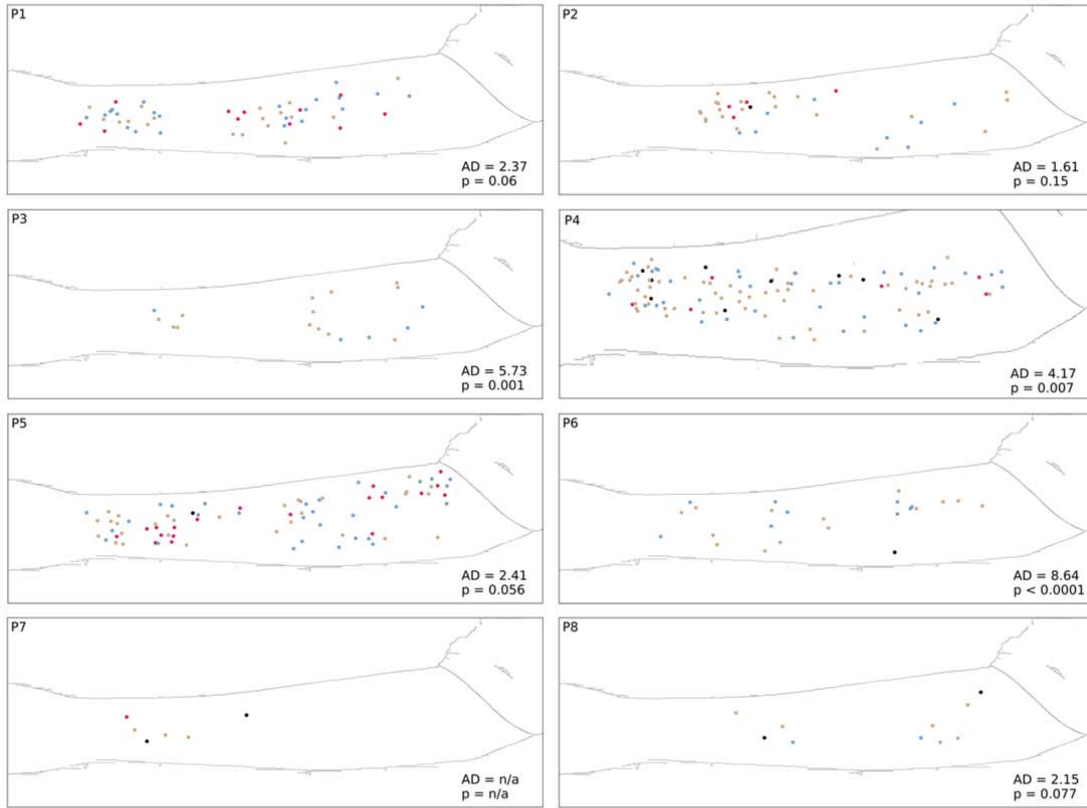 P1
AD = 2.37
p = 0.06
P2
AD = 1.61
p = 0.15
P3
AD = 5.73
p = 0.001
P4
AD = 4.17
p = 0.007
P5
AD = 2.41
p = 0.056
P6
AD = 8.64
p < 0.0001
P7
AD = n/a
p = n/a
P8
AD = 2.15
p = 0.077